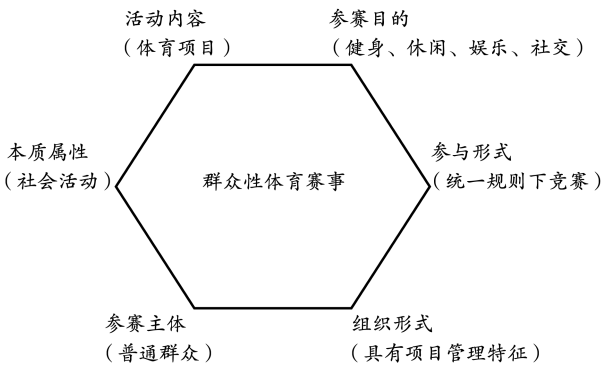 活动内容
（体育项目）
参赛目的
（健身、休闲、娱乐、社交）
本质属性
（社会活动）
群众性体育赛事
参与形式
（统一规则下竞赛）
参赛主体
（普通群众）
组织形式
（具有项目管理特征）